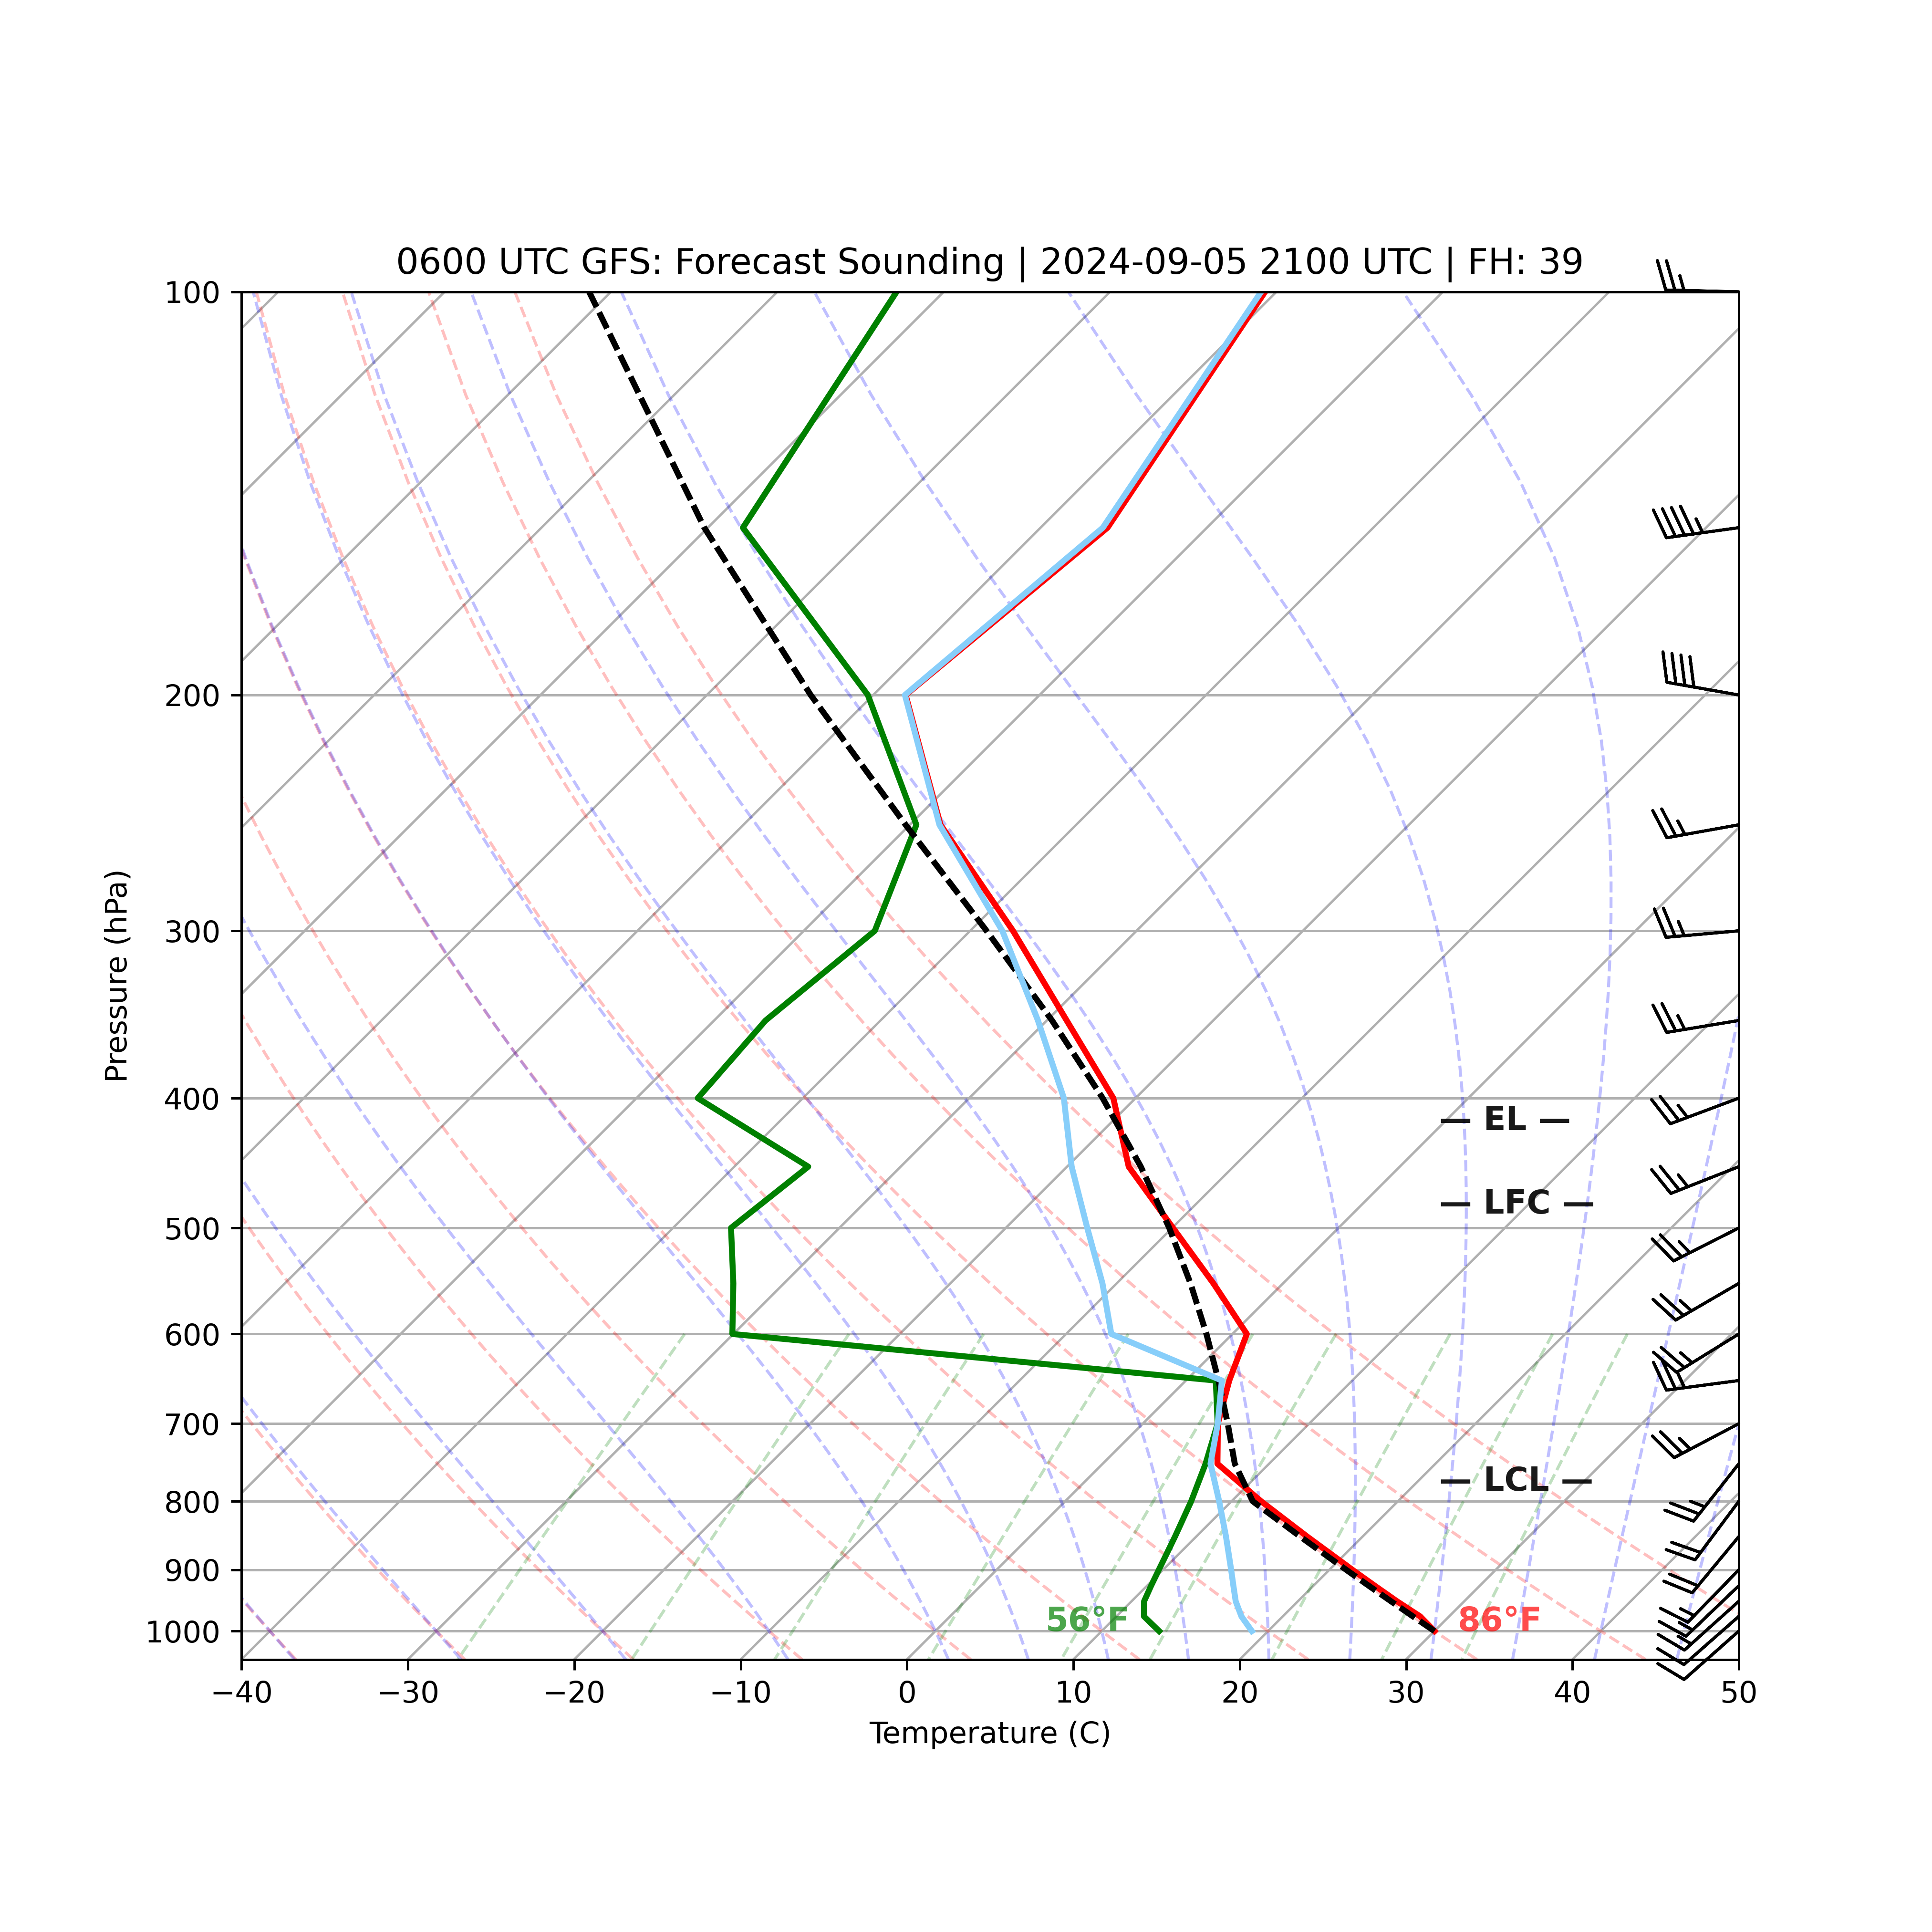 0600 UTC GFS: Forecast Sounding | 2024-09-05 2100 UTC | FH: 39
100
200
300
400
500
600
700
800
900
1000
Pressure (hPa)
— EL —
— LFC —
— LCL —
56°F
86°F
−40 −30 −20 −10 0 10 20 30 40 50
Temperature (C)